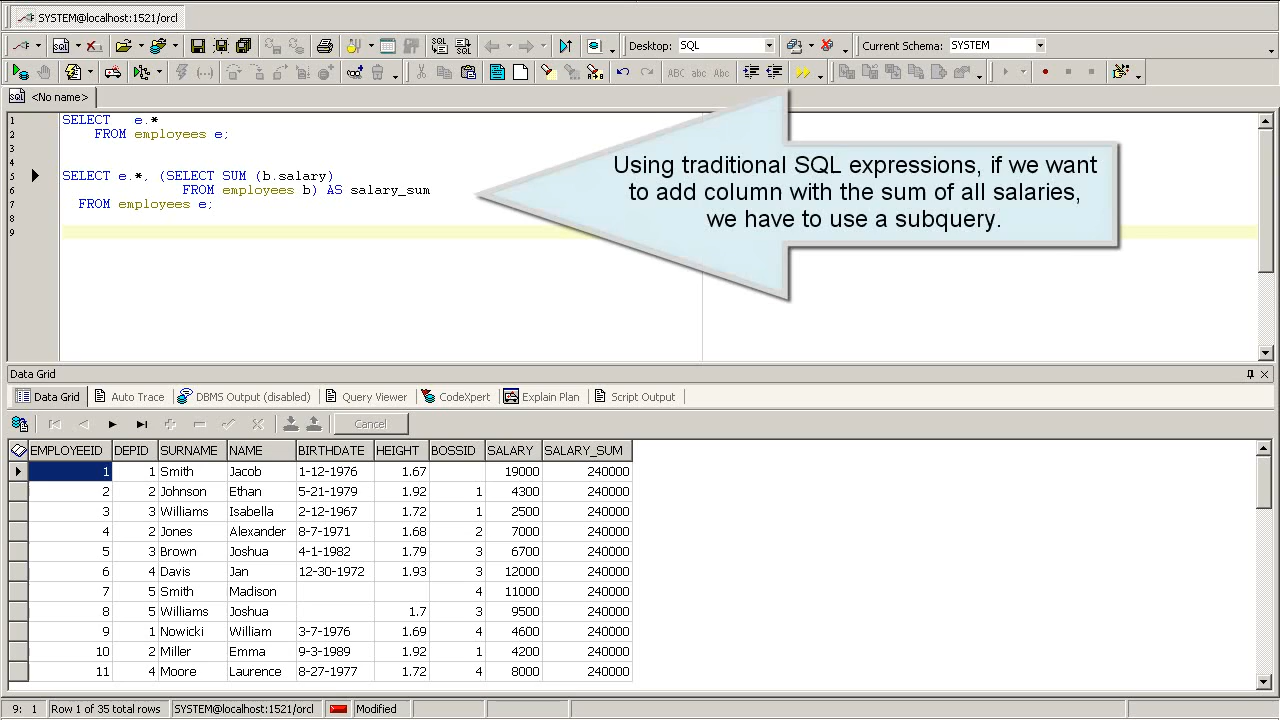 SYSTEM@localhost:1521/orcl
Desktop: SQL Current Schema: SYSTEM
ABC abc Abc
<No name>
1 SELECT e.*
2 FROM employees e;
3
4
5 SELECT e.*, (SELECT SUM (b.salary)
6 FROM employees b) AS salary_sum
7 FROM employees e;
8
9
Using traditional SQL expressions, if we want
to add column with the sum of all salaries,
we have to use a subquery.
Data Grid
Data Grid Auto Trace DBMS Output (disabled) Query Viewer CodeXpert Explain Plan Script Output
Cancel
EMPLOYEEID DEPID SURNAME NAME BIRTHDATE HEIGHT BOSSID SALARY SALARY_SUM
1 1 Smith Jacob 1-12-1976 1.67 19000 240000
2 2 Johnson Ethan 5-21-1979 1.92 1 4300 240000
3 3 Williams Isabella 2-12-1967 1.72 1 2500 240000
4 2 Jones Alexander 8-7-1971 1.68 2 7000 240000
5 3 Brown Joshua 4-1-1982 1.79 3 6700 240000
6 4 Davis Jan 12-30-1972 1.93 3 12000 240000
7 5 Smith Madison 4 11000 240000
8 5 Williams Joshua 1.7 3 9500 240000
9 1 Nowicki William 3-7-1976 1.69 4 4600 240000
10 2 Miller Emma 9-3-1989 1.92 1 4200 240000
11 4 Moore Laurence 8-27-1977 1.72 4 8000 240000
9: 1 Row 1 of 35 total rows SYSTEM@localhost:1521/orcl Modified